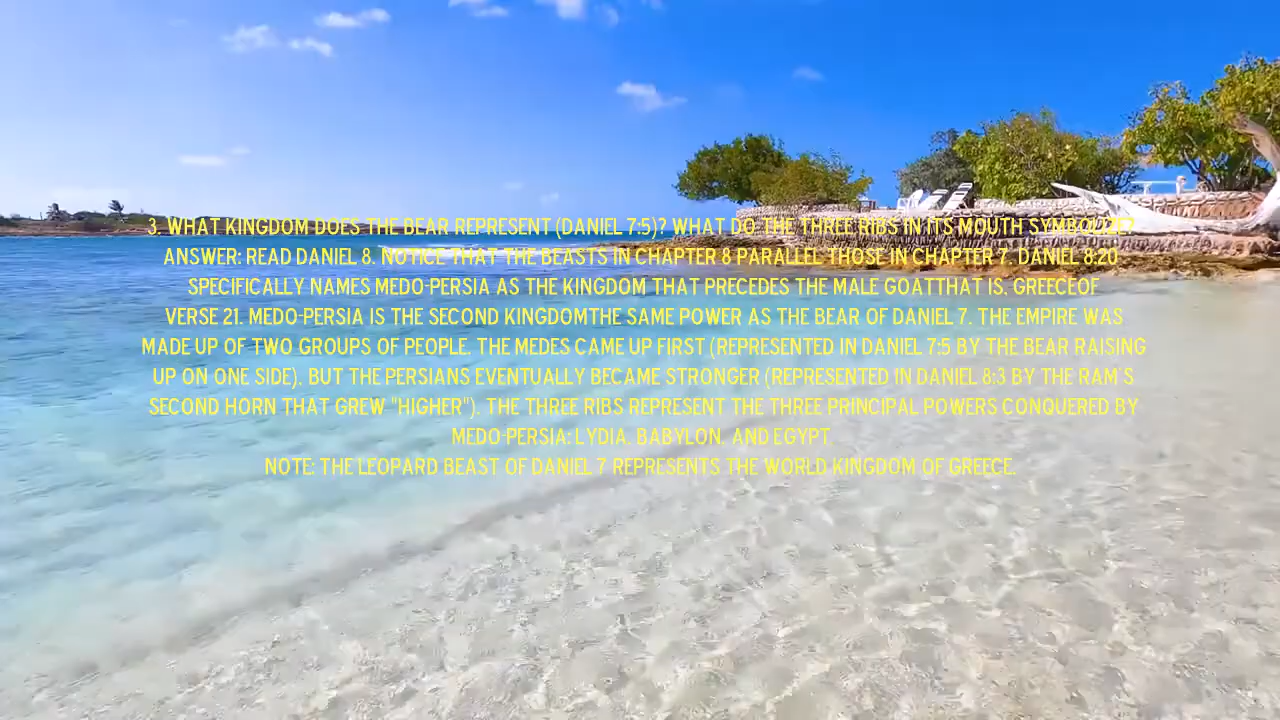 3. WHAT KINGDOM DOES THE BEAR REPRESENT (DANIEL 7:5)? WHAT DO THE THREE RIBS IN ITS MOUTH SYMBOLIZE?
ANSWER: READ DANIEL 8. NOTICE THAT THE BEASTS IN CHAPTER 8 PARALLEL THOSE IN CHAPTER 7. DANIEL 8:20
SPECIFICALLY NAMES MEDO-PERSIA AS THE KINGDOM THAT PRECEDES THE MALE GOATTHAT IS, GREECEOF
VERSE 21. MEDO-PERSIA IS THE SECOND KINGDOMTHE SAME POWER AS THE BEAR OF DANIEL 7. THE EMPIRE WAS
MADE UP OF TWO GROUPS OF PEOPLE. THE MEDES CAME UP FIRST (REPRESENTED IN DANIEL 7:5 BY THE BEAR RAISING
UP ON ONE SIDE), BUT THE PERSIANS EVENTUALLY BECAME STRONGER (REPRESENTED IN DANIEL 8:3 BY THE RAM'S
SECOND HORN THAT GREW "HIGHER"). THE THREE RIBS REPRESENT THE THREE PRINCIPAL POWERS CONQUERED BY
MEDO-PERSIA: LYDIA, BABYLON, AND EGYPT
NOTE: THE LEOPARD BEAST OF DANIEL 7 REPRESENTS THE WORLD KINGDOM OF GREECE.